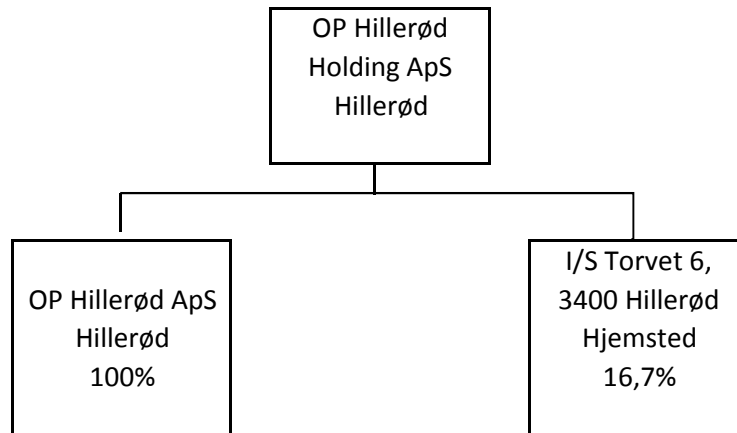 OP Hillerød
Holding ApS
Hillerød
OP Hillerød ApS
Hillerød
100%
I/S Torvet 6,
3400 Hillerød
Hjemsted
16,7%